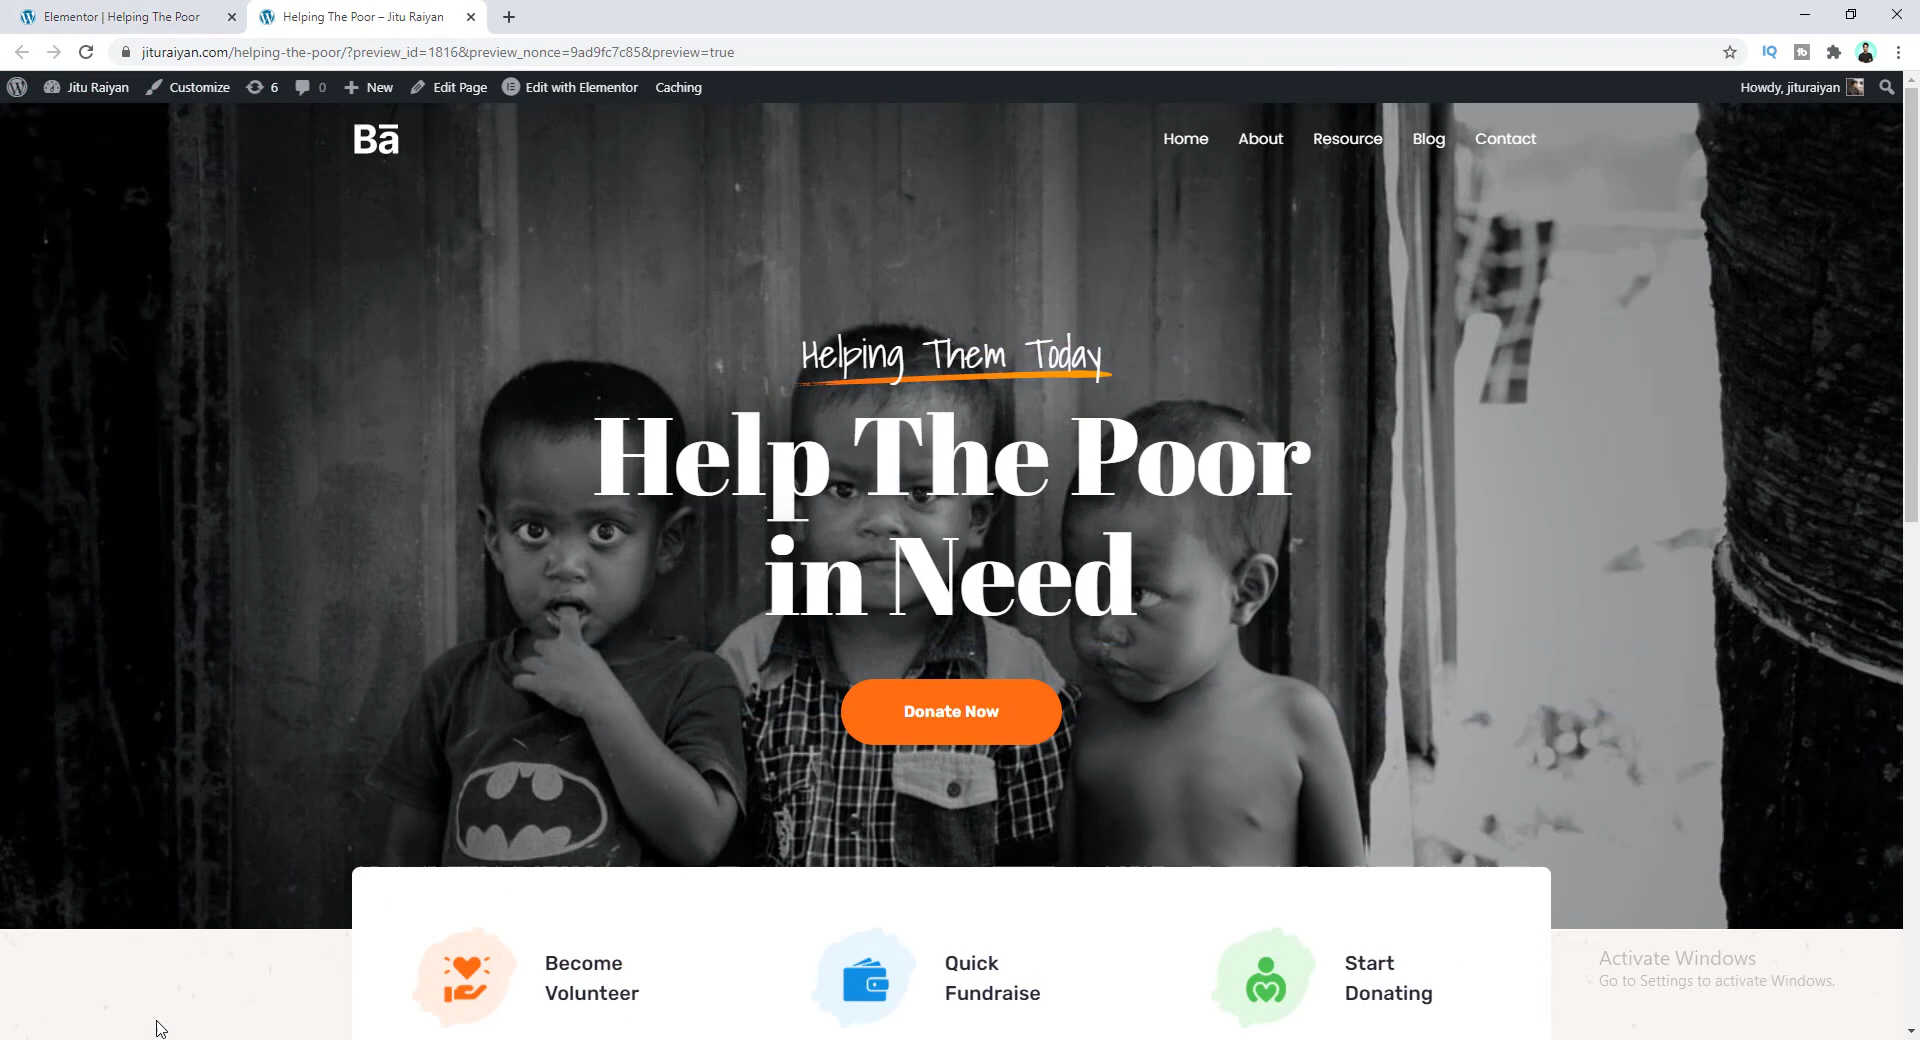 Elementor | Helping The Poor
Helping The Poor – Jitu Raiyan
jituraiyan.com/helping-the-poor/?preview_id=1816&preview_nonce=9ad9fc7c85&preview=true
IQ
Jitu Raiyan
Customize
6
0
New
Edit Page
Edit with Elementor
Caching
Howdy, jituraiyan
Bā
Home
About
Resource
Blog
Contact
Helping Them Today
Help The Poor
in Need
Donate Now
Become
Volunteer
Quick
Fundraise
Start
Donating
Activate Windows
Go to Settings to activate Windows.